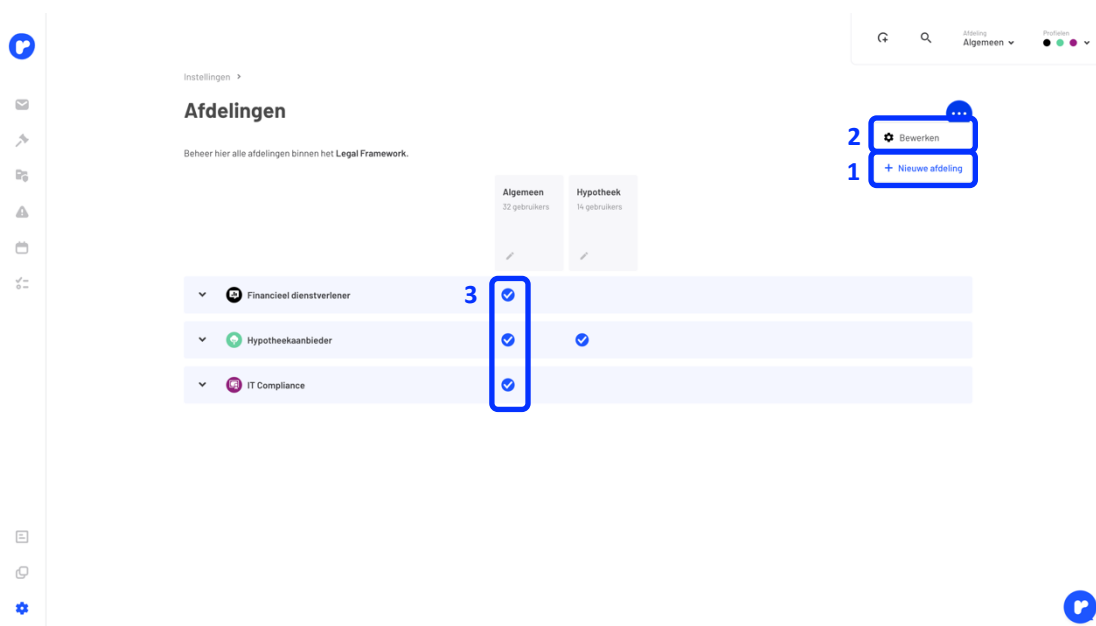 Afdeling
Algemeen
Profielen
Instellingen
Afdelingen
2
Bewerken
Beheer hier alle afdelingen binnen het Legal Framework.
1
+ Nieuwe afdeling
Algemeen
Hypotheek
32 gebruikers
14 gebruikers
3
Financieel dienstverlener
Hypotheekaanbieder
IT Compliance